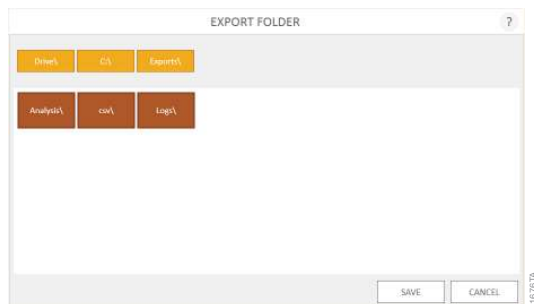 EXPORT FOLDER ?
Drive\ C:\ Exports\
Analysis\ csv\ Logs\
SAVE CANCEL